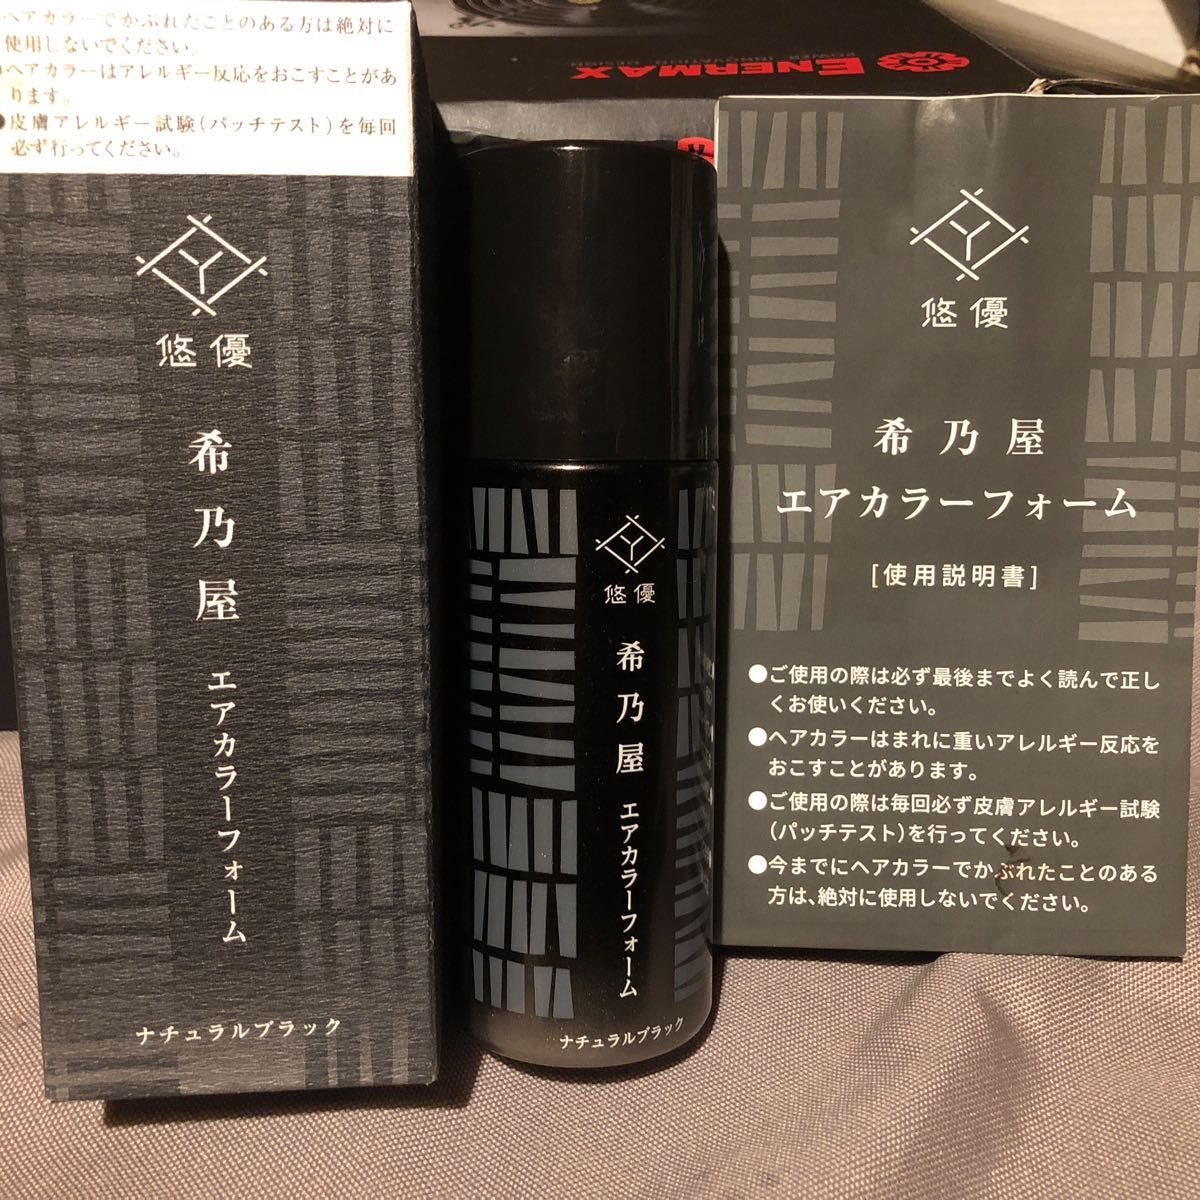 ヘアカラーでかぶれたことのある方は絶対に
使用しないでください。
●ヘアカラーはアレルギー反応をおこすことがあ
ります。
●皮膚アレルギー試験(パッチテスト)を毎回
必ず行ってください。
悠優
希乃屋
エアカラーフォーム
ナチュラルブラック
ENERMAX
POWER INNOVATION DESIGN
悠優
希乃屋
エアカラーフォーム
ナチュラルブラック
悠優
希乃屋
エアカラーフォーム
[使用説明書]
●ご使用の際は必ず最後までよく読んで正し
くお使いください。
●ヘアカラーはまれに重いアレルギー反応を
おこすことがあります。
●ご使用の際は毎回必ず皮膚アレルギー試験
(パッチテスト)を行ってください。
●今までにヘアカラーでかぶれたことのある
方は、絶対に使用しないでください。